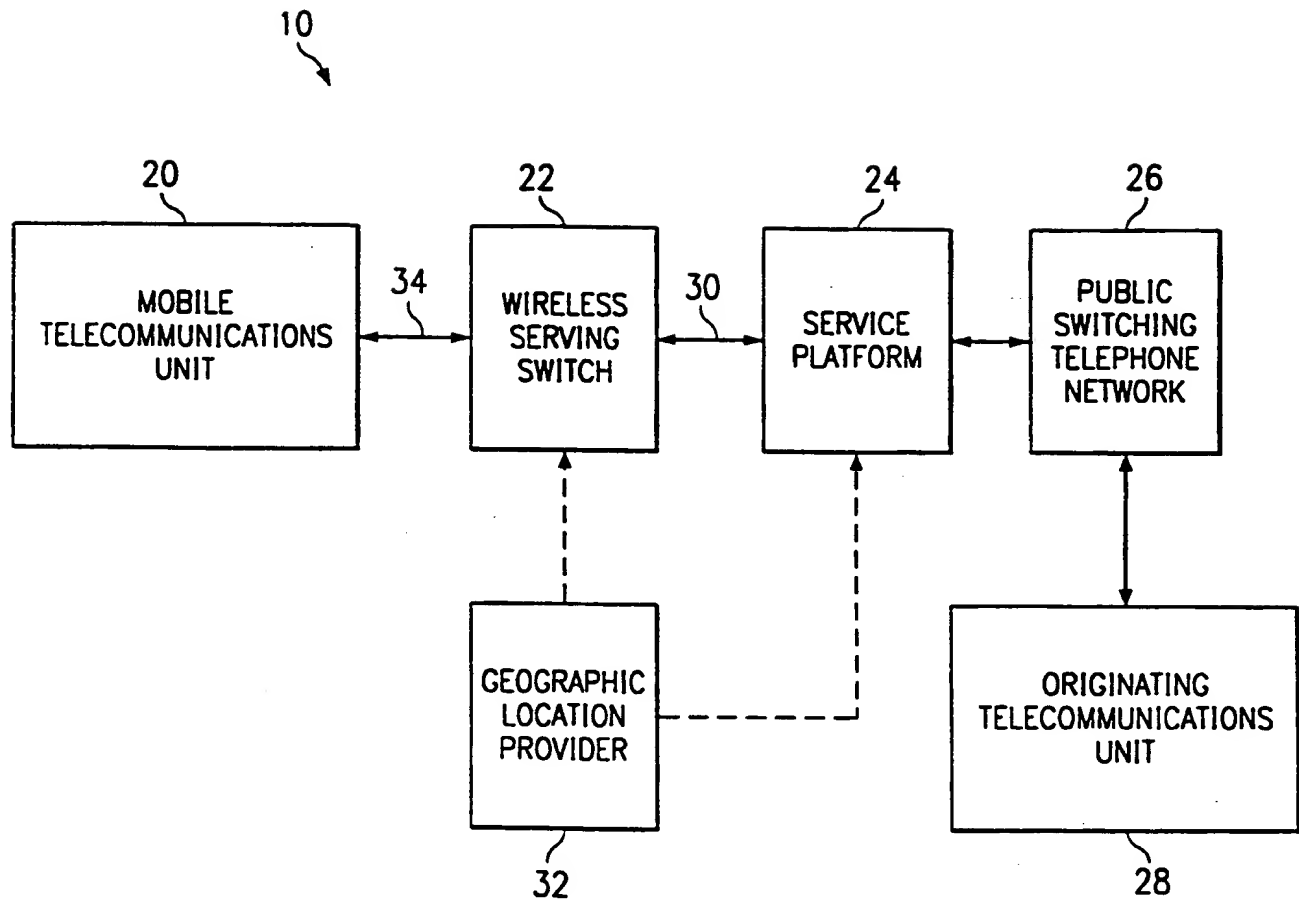 10
20
22
24
26
MOBILE
TELECOMMUNICATIONS
UNIT
34
WIRELESS
SERVING
SWITCH
30
SERVICE
PLATFORM
PUBLIC
SWITCHING
TELEPHONE
NETWORK
GEOGRAPHIC
LOCATION
PROVIDER
ORIGINATING
TELECOMMUNICATIONS
UNIT
32
28